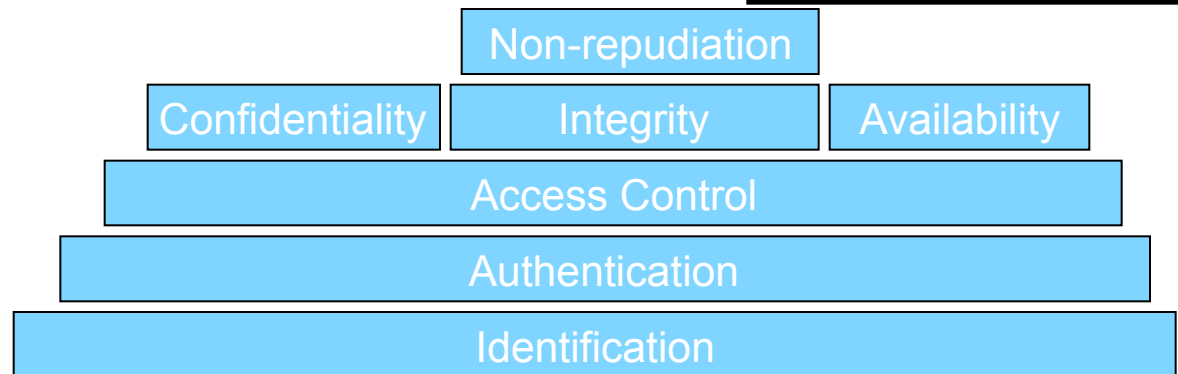 Non-repudiation
Confidentiality Integrity Availability
Access Control
Authentication
Identification